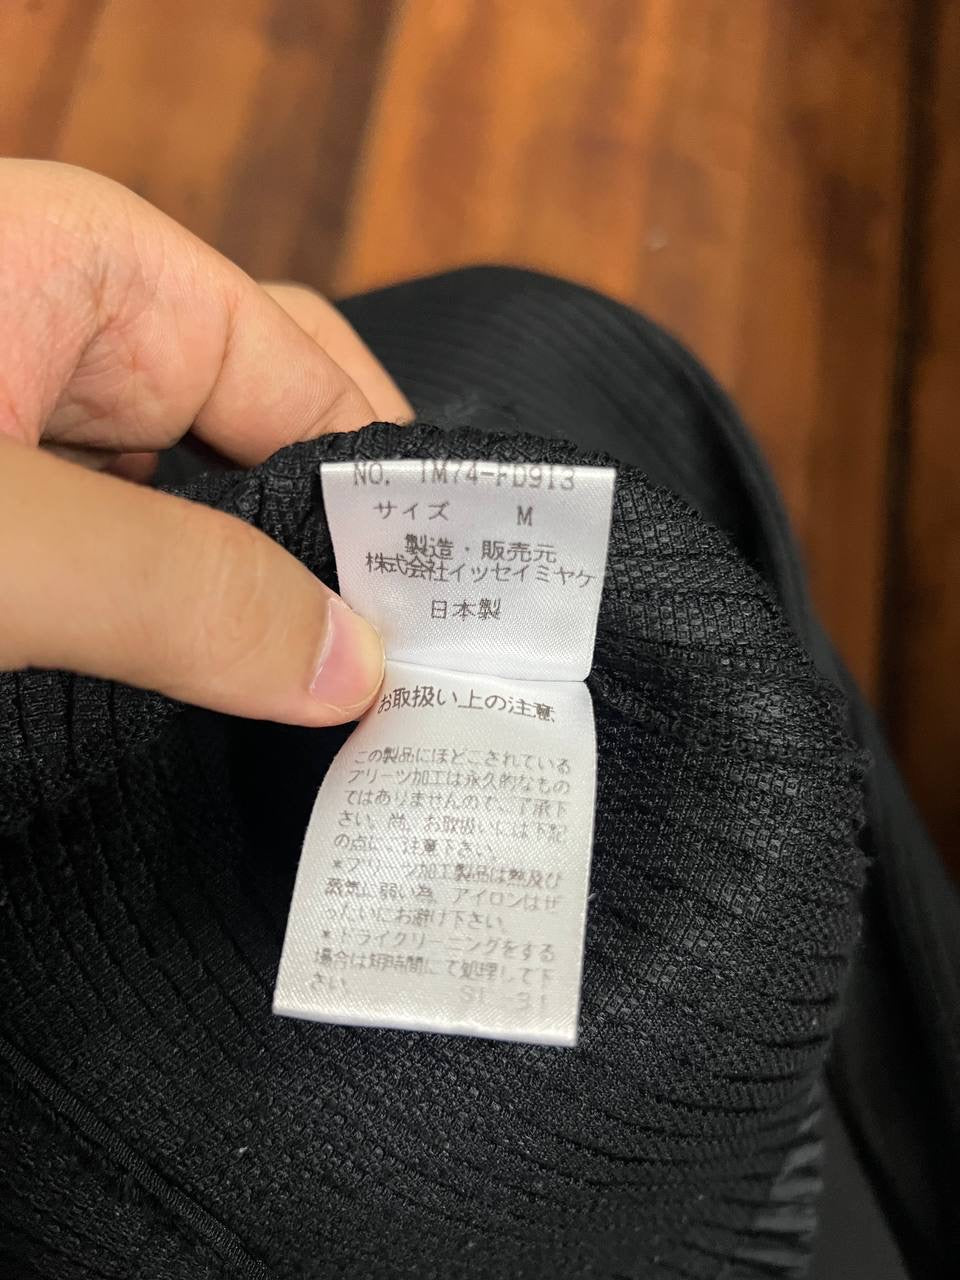 NO. IM74-FD913
サイズ M
製造・販売元
株式会社イッセイミヤケ
日本製
お取扱い上の注意
この製品にほどこされている
プリーツ加工は永久的なもの
ではありませんので、了承下
さい。尚、お取扱いには下記
の点に、注意下さい。
*プリーツ加工製品は熱及び
蒸気に弱い為、アイロンはぜ
ったいにお避け下さい。
*ドライクリーニングをする
場合は短時間にて処理して下
さい